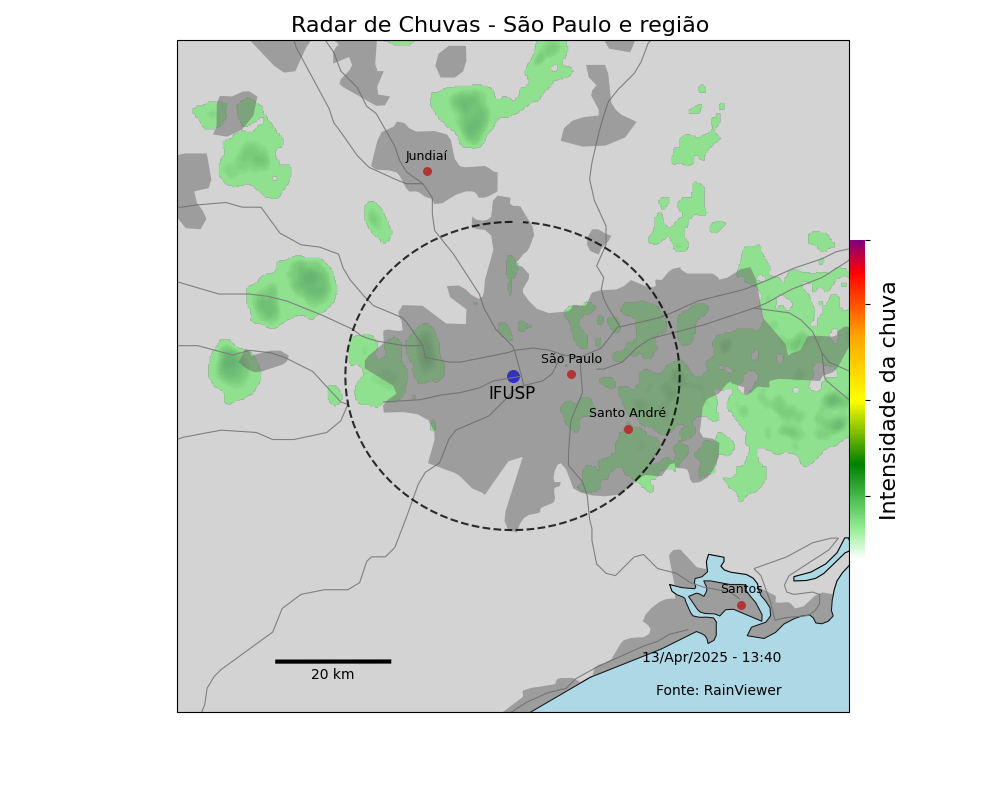 Radar de Chuvas - São Paulo e região
Jundiaí
São Paulo
IFUSP
Santo André
Intensidade da chuva
Santos
13/Apr/2025 - 13:40
20 km
Fonte: RainViewer